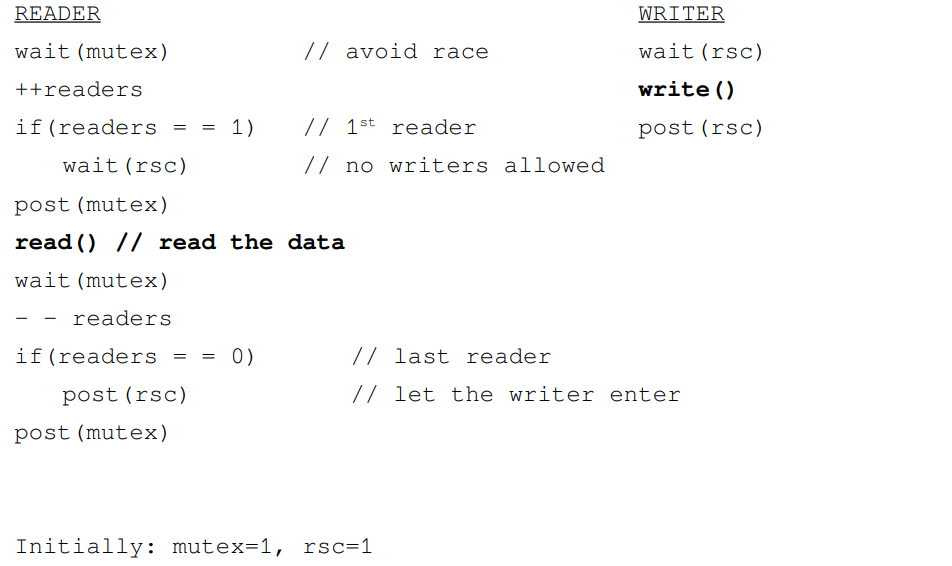 READER WRITER
wait(mutex) // avoid race wait(rsc)
++readers write()
if(readers = = 1) // 1st reader post(rsc)
wait(rsc) // no writers allowed
post(mutex)
read() // read the data
wait(mutex)
- - readers
if(readers = = 0) // last reader
post(rsc) // let the writer enter
post(mutex)
Initially: mutex=1, rsc=1